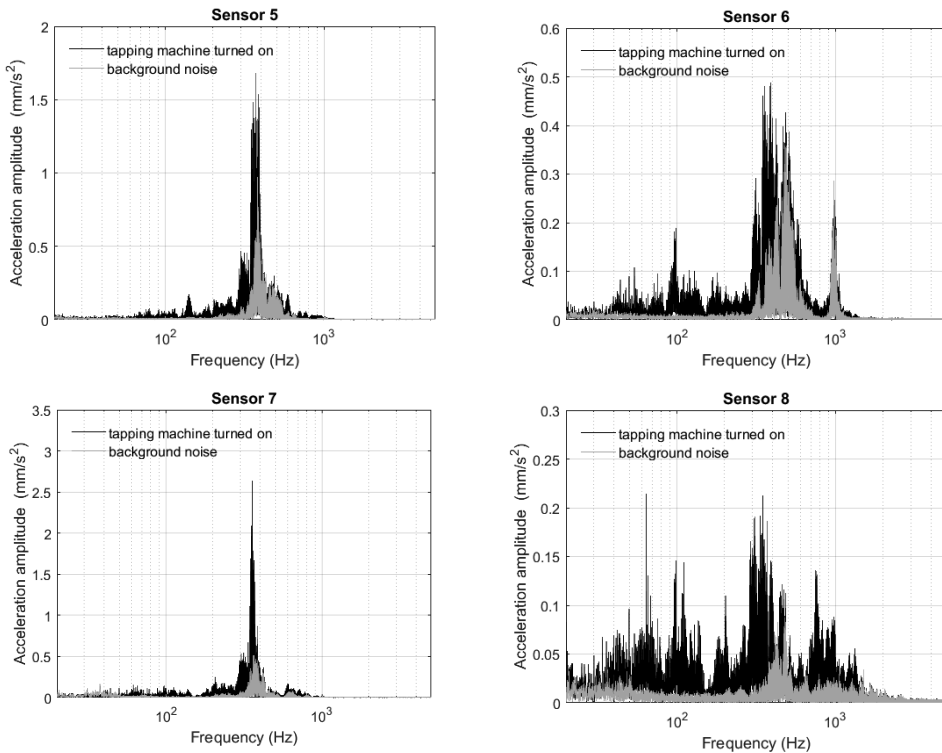 Sensor 5
2
1.5
1
0.5
0
Acceleration amplitude (mm/s²)
tapping machine turned on
background noise
10²
10³
Frequency (Hz)
Sensor 6
0.6
0.5
0.4
0.3
0.2
0.1
0
Acceleration amplitude (mm/s²)
tapping machine turned on
background noise
10²
10³
Frequency (Hz)
Sensor 7
3.5
3
2.5
2
1.5
1
0.5
0
Acceleration amplitude (mm/s²)
tapping machine turned on
background noise
10²
10³
Frequency (Hz)
Sensor 8
0.3
0.25
0.2
0.15
0.1
0.05
0
Acceleration amplitude (mm/s²)
tapping machine turned on
background noise
10²
10³
Frequency (Hz)